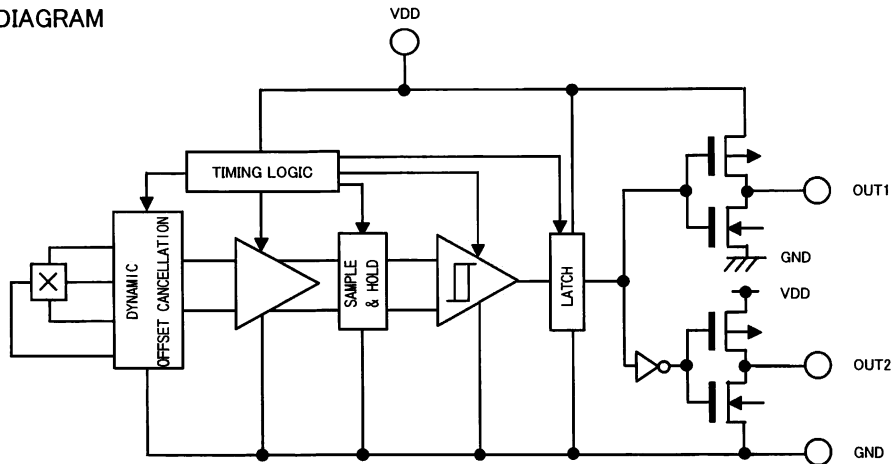 DIAGRAM
VDD
TIMING LOGIC
DYNAMIC
OFFSET CANCELLATION
SAMPLE
& HOLD
LATCH
OUT1
GND
VDD
OUT2
GND